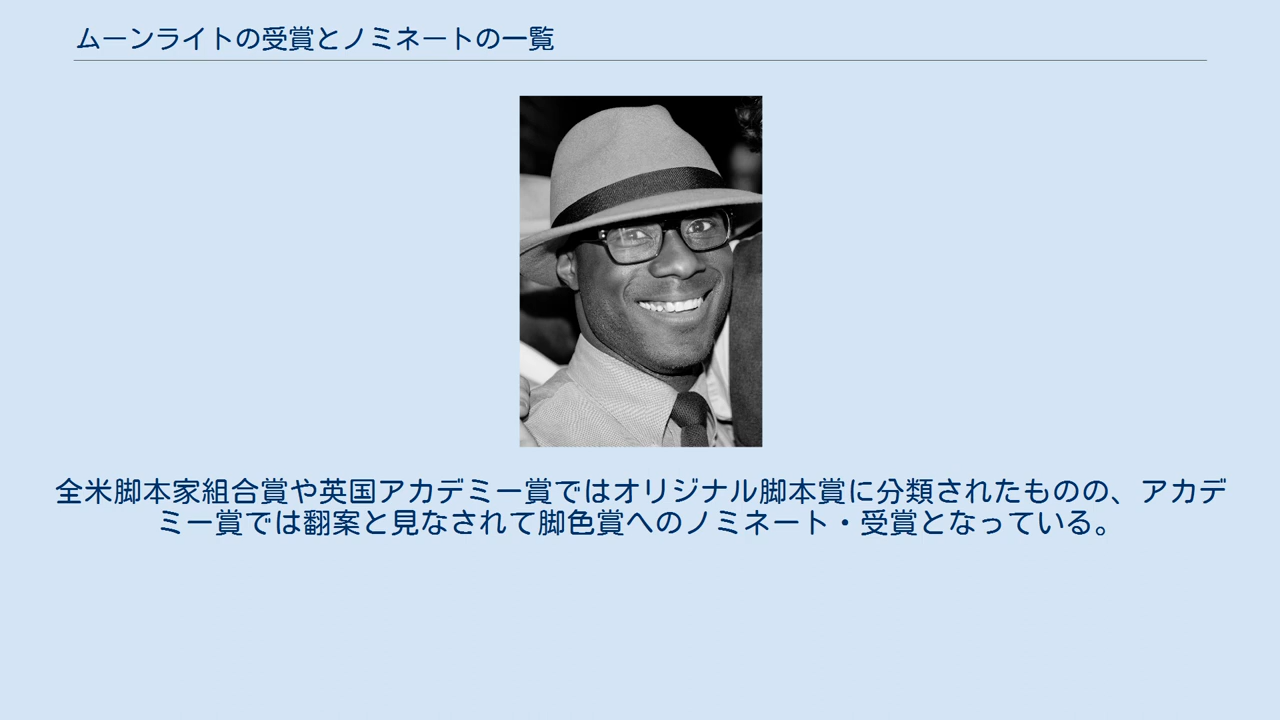 ムーンライトの受賞とノミネートの一覧
全米脚本家組合賞や英国アカデミー賞ではオリジナル脚本賞に分類されたものの、アカデ
ミー賞では翻案と見なされて脚色賞へのノミネート・受賞となっている。